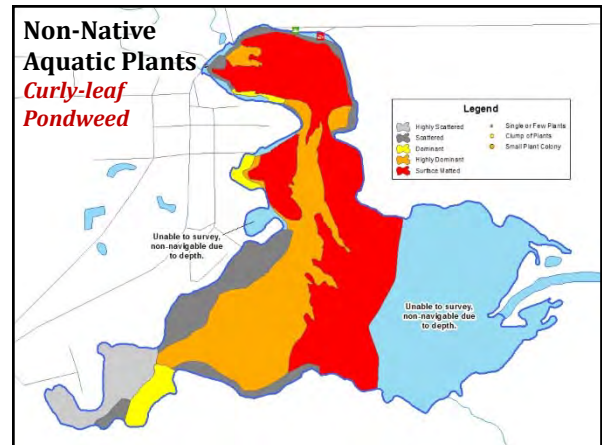 Non-Native
Aquatic Plants
Curly-leaf
Pondweed
Legend
Highly Scattered
Scattered
Dominant
Highly Dominant
Surface Matted
Single or Few Plants
Clump of Plants
Small Plant Colony
Unable to survey,
non-navigable due
to depth.
Unable to survey,
non-navigable due
to depth.